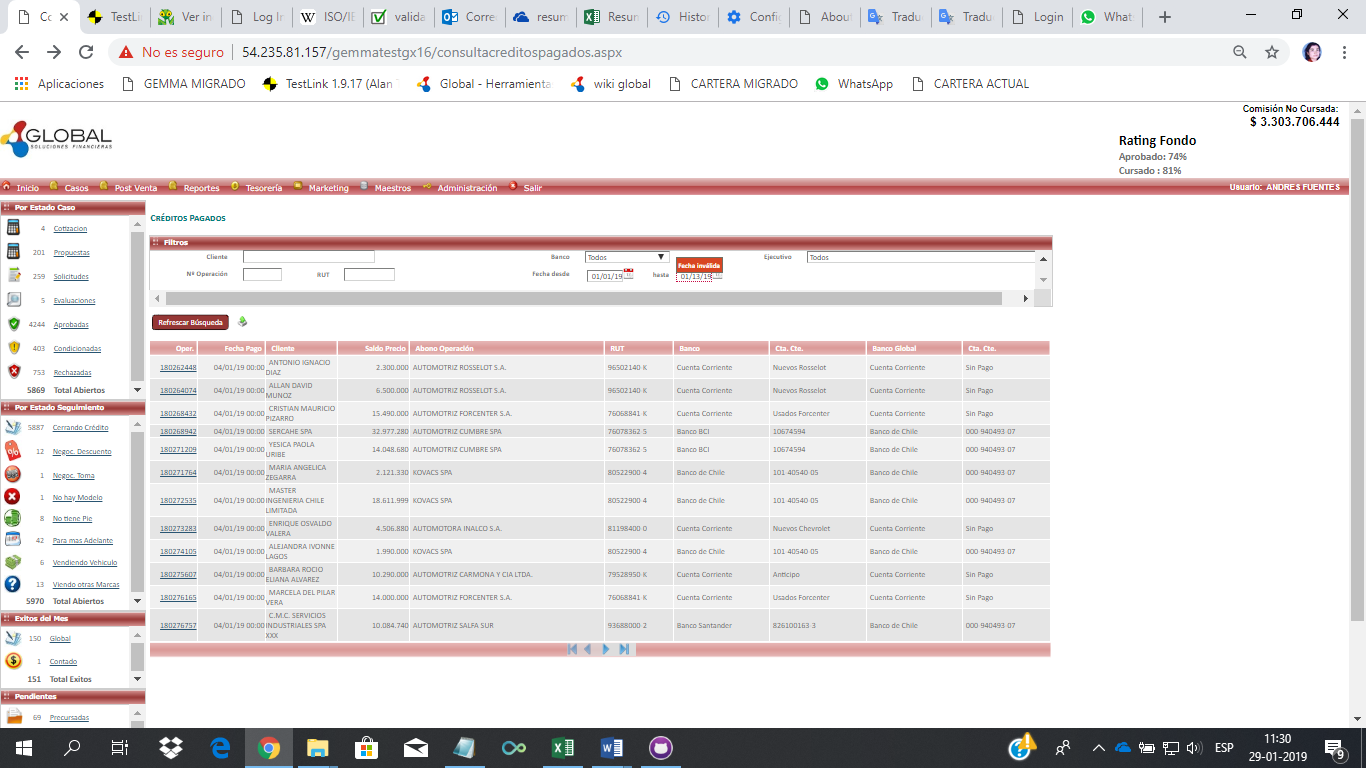 Cc
TestLink
Ver in
Log In
ISO/IE
valida
Corre
resum
Resun
Histor
Config
About
Tradu
Tradu
Login
What
No es seguro
54.235.81.157/gemmatestgx16/consultacreditospagados.aspx
Aplicaciones
GEMMA MIGRADO
TestLink 1.9.17 (Alan
Global - Herramienta
wiki global
CARTERA MIGRADO
WhatsApp
CARTERA ACTUAL
Comisión No Cursada:
$ 3.303.706.444
GLOBAL
SOLUCIONES FINANCIERAS
Rating Fondo
Aprobado: 74%
Cursado : 81%
Inicio Casos Post Venta Reportes Tesorería Marketing Maestros Administración Salir
Usuario: ANDRES FUENTES
Por Estado Caso
4 Cotizacion
201 Propuestas
259 Solicitudes
5 Evaluaciones
4244 Aprobadas
403 Condicionadas
753 Rechazadas
5869 Total Abiertos
Por Estado Seguimiento
5887 Cerrando Crédito
12 Negoc. Descuento
1 Negoc. Toma
1 No hay Modelo
8 No tiene Pie
42 Para mas Adelante
6 Vendiendo Vehiculo
13 Viendo otras Marcas
5970 Total Abiertos
Exitos del Mes
150 Global
1 Contado
151 Total Exitos
Pendientes
69 Precursadas
CRÉDITOS PAGADOS
Filtros
Cliente Banco Todos Ejecutivo Todos
Fecha inválida
Nº Operación RUT Fecha desde 01/01/19 hasta 01/13/19
Refrescar Búsqueda
Oper. Fecha Pago Cliente Saldo Precio Abono Operación RUT Banco Cta. Cte. Banco Global Cta. Cte.
180262448 04/01/19 00:00 ANTONIO IGNACIO DIAZ 2.300.000 AUTOMOTRIZ ROSSELOT S.A. 96502140-K Cuenta Corriente Nuevos Rosselot Cuenta Corriente Sin Pago
180264074 04/01/19 00:00 ALLAN DAVID MUNOZ 6.500.000 AUTOMOTRIZ ROSSELOT S.A. 96502140-K Cuenta Corriente Nuevos Rosselot Cuenta Corriente Sin Pago
180268432 04/01/19 00:00 CRISTIAN MAURICIO PIZARRO 15.490.000 AUTOMOTRIZ FORCENTER S.A. 76068841-K Cuenta Corriente Usados Forcenter Cuenta Corriente Sin Pago
180268942 04/01/19 00:00 SERCAHE SPA 32.977.280 AUTOMOTRIZ CUMBRE SPA 76078362-5 Banco BCI 10674594 Banco de Chile 000-940493-07
180271209 04/01/19 00:00 YESICA PAOLA URIBE 14.048.680 AUTOMOTRIZ CUMBRE SPA 76078362-5 Banco BCI 10674594 Banco de Chile 000-940493-07
180271764 04/01/19 00:00 MARIA ANGELICA ZEGARRA 2.121.330 KOVACS SPA 80522900-4 Banco de Chile 101-40540-05 Banco de Chile 000-940493-07
180272535 04/01/19 00:00 MASTER INGENIERIA CHILE LIMITADA 18.611.999 KOVACS SPA 80522900-4 Banco de Chile 101-40540-05 Banco de Chile 000-940493-07
180273283 04/01/19 00:00 ENRIQUE OSVALDO VALERA 4.506.880 AUTOMOTORA INALCO S.A. 81198400-0 Cuenta Corriente Nuevos Chevrolet Cuenta Corriente Sin Pago
180274105 04/01/19 00:00 ALEJANDRA IVONNE LAGOS 1.990.000 KOVACS SPA 80522900-4 Banco de Chile 101-40540-05 Banco de Chile 000-940493-07
180275607 04/01/19 00:00 BARBARA ROCIO ELIANA ALVAREZ 10.290.000 AUTOMOTRIZ CARMONA Y CIA LTDA. 79528950-K Cuenta Corriente Anticipo Cuenta Corriente Sin Pago
180276165 04/01/19 00:00 MARCELA DEL PILAR VERA 14.000.000 AUTOMOTRIZ FORCENTER S.A. 76068841-K Cuenta Corriente Usados Forcenter Cuenta Corriente Sin Pago
180276757 04/01/19 00:00 C.M.C. SERVICIOS INDUSTRIALES SPA XXX 10.084.740 AUTOMOTRIZ SALFA SUR 93688000-2 Banco Santander 826100163-3 Banco de Chile 000-940493-07
ESP
11:30
29-01-2019
9